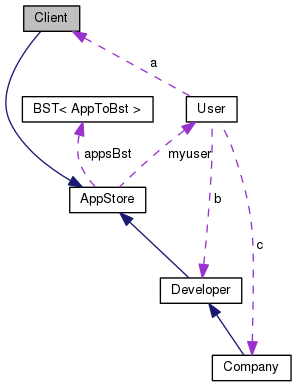 Client
a
BST< AppToBst >
User
appsBst
myuser
AppStore
b
c
Developer
Company